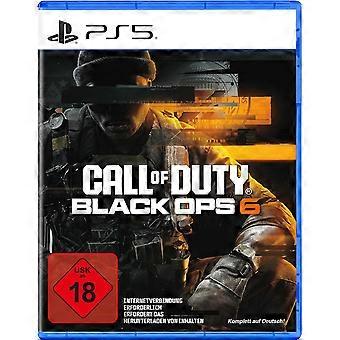 PS5
CALL OF DUTY®
BLACK OPS 6
USK
ab
18
INTERNETVERBINDUNG
ERFORDERLICH
ERFORDERT DAS
HERUNTERLADEN VON INHALTEN
Komplett auf Deutsch!